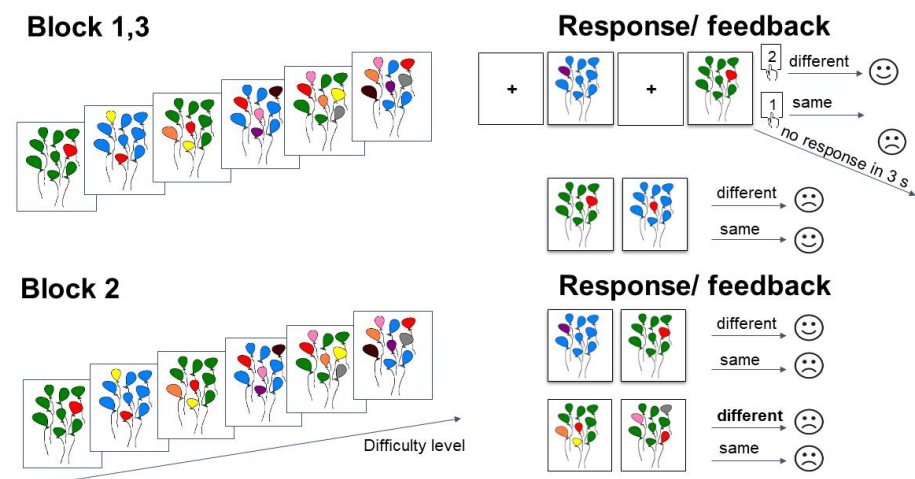 Block 1,3
Response/ feedback
+
+
2
different
1
same
no response in 3 s
different
same
Block 2
Response/ feedback
different
same
different
same
Difficulty level